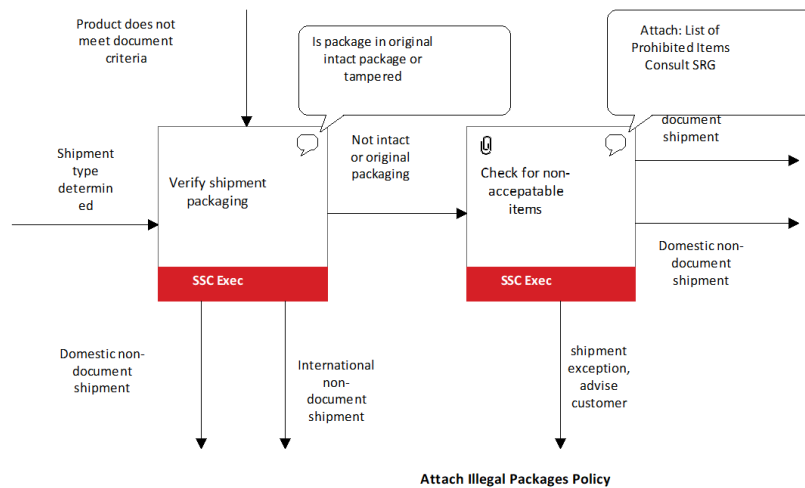 Product does not
meet document
criteria
Is package in original
intact package or
tampered
Attach: List of
Prohibited Items
Consult SRG
document
shipment
Shipment
type
determin
ed
Verify shipment
packaging
Not intact
or original
packaging
Check for non-
accepatable
items
Domestic non-
document
shipment
SSC Exec
SSC Exec
Domestic non-
document
shipment
International
non-
document
shipment
shipment
exception,
advise
customer
Attach Illegal Packages Policy